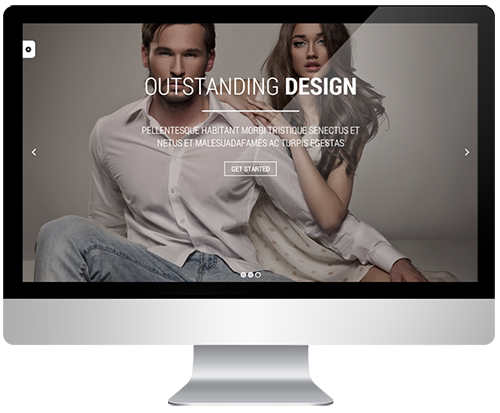 OUTSTANDING DESIGN
PELLENTESQUE HABITANT MORBI TRISTIQUE SENECTUS ET
NETUS ET MALESUADAFAMES AC TURPIS EGESTAS
GET STARTED